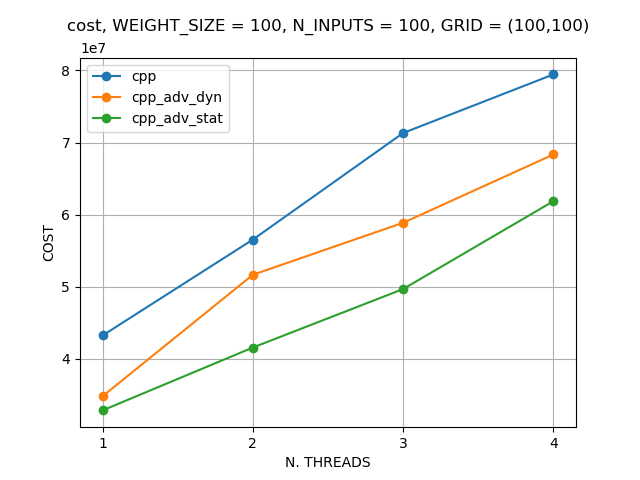 cost, WEIGHT_SIZE = 100, N_INPUTS = 100, GRID = (100,100)
1e7
8
7
6
5
4
COST
cpp
cpp_adv_dyn
cpp_adv_stat
1 2 3 4
N. THREADS